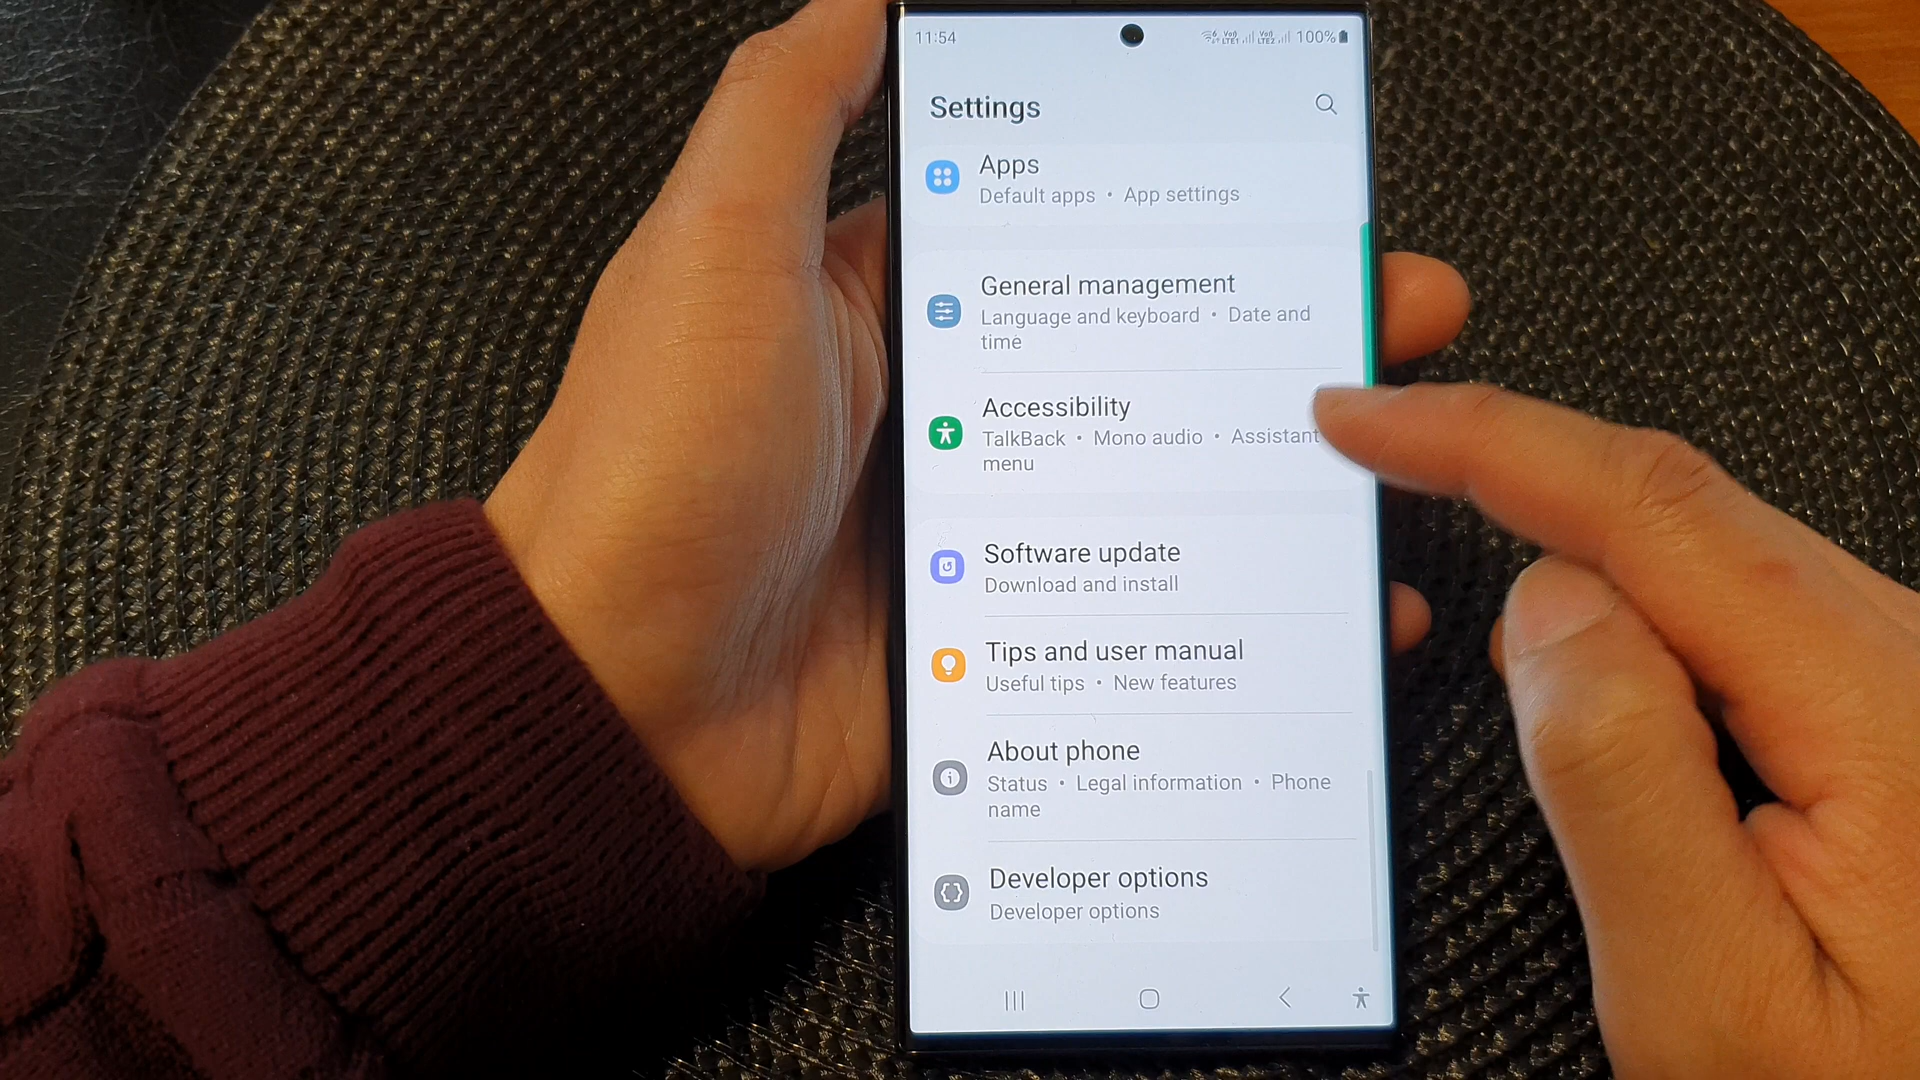 11:54
100%
Settings
Apps
Default apps • App settings
General management
Language and keyboard • Date and
time
Accessibility
TalkBack • Mono audio • Assistant
menu
Software update
Download and install
Tips and user manual
Useful tips • New features
About phone
Status • Legal information • Phone
name
Developer options
Developer options